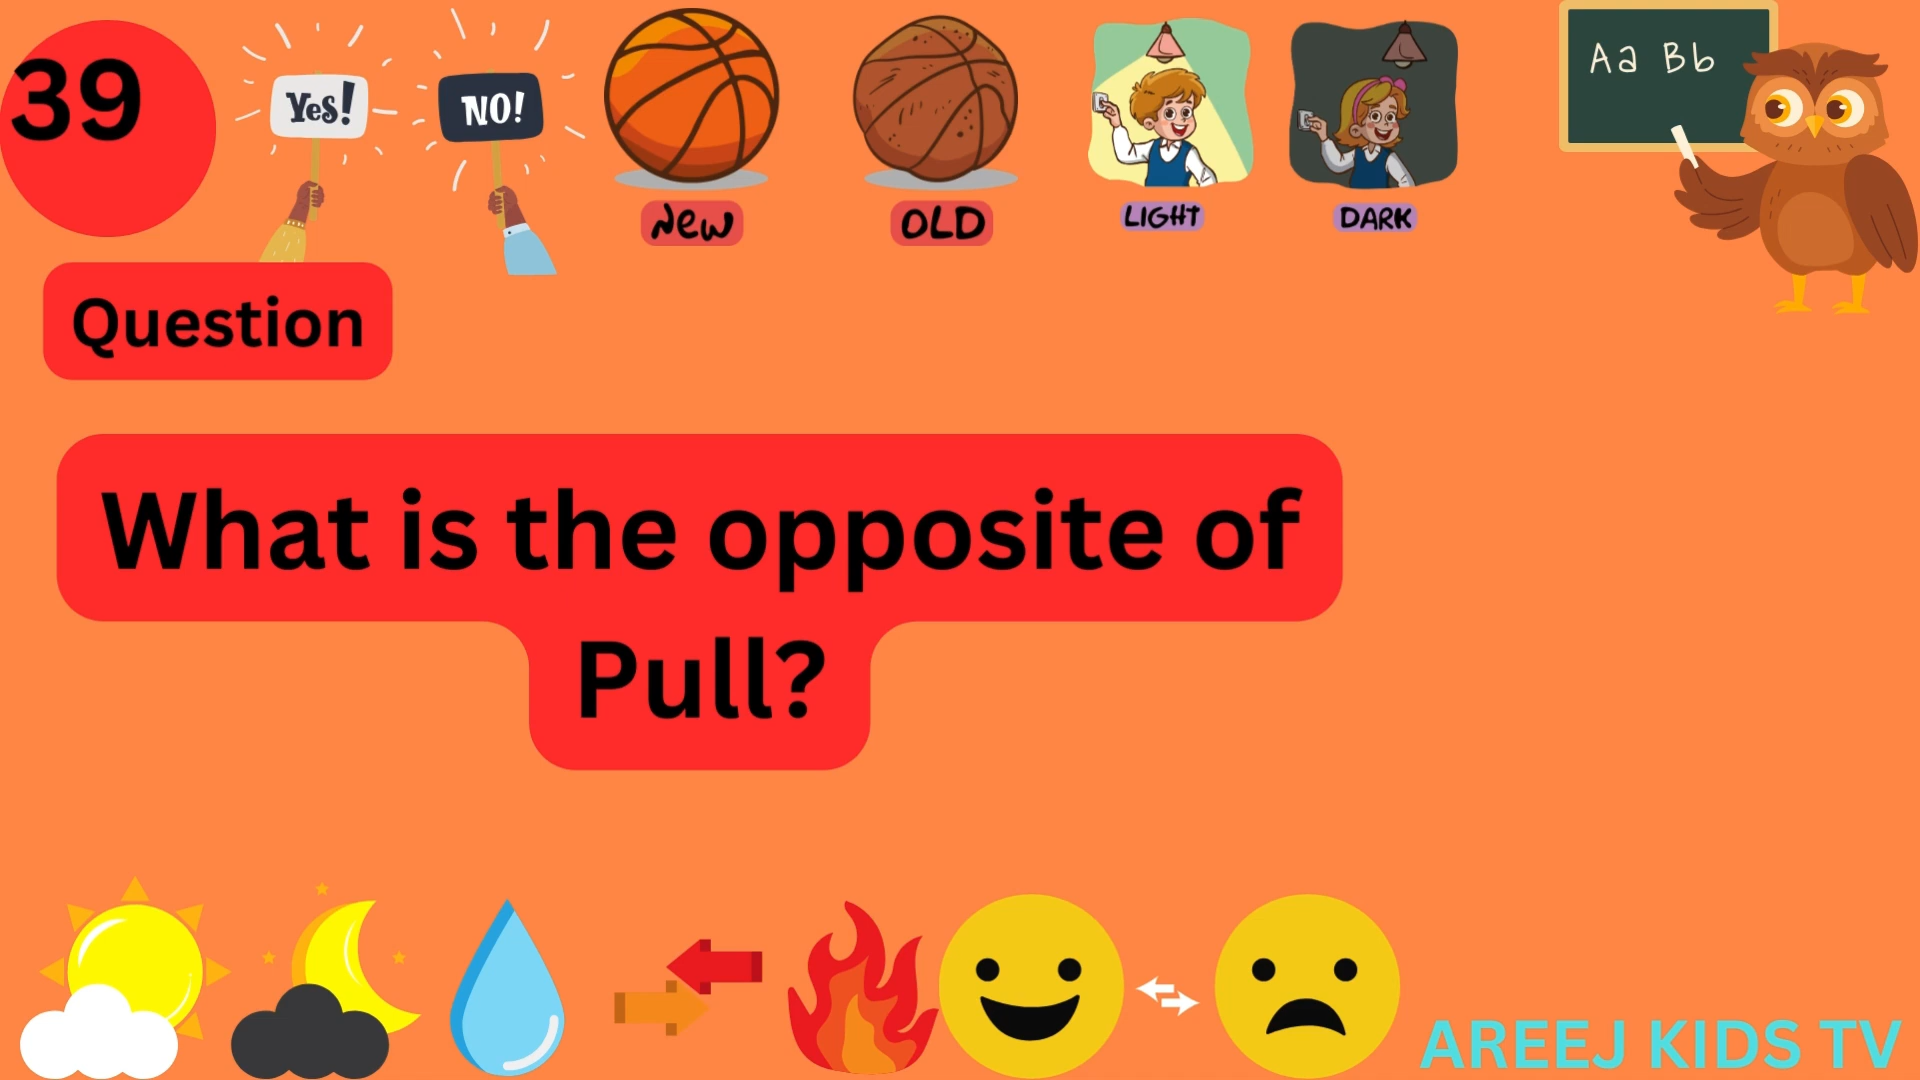 39
Yes!
NO!
New
OLD
LIGHT
DARK
Aa Bb
Question
What is the opposite of
Pull?
AREEJ KIDS TV